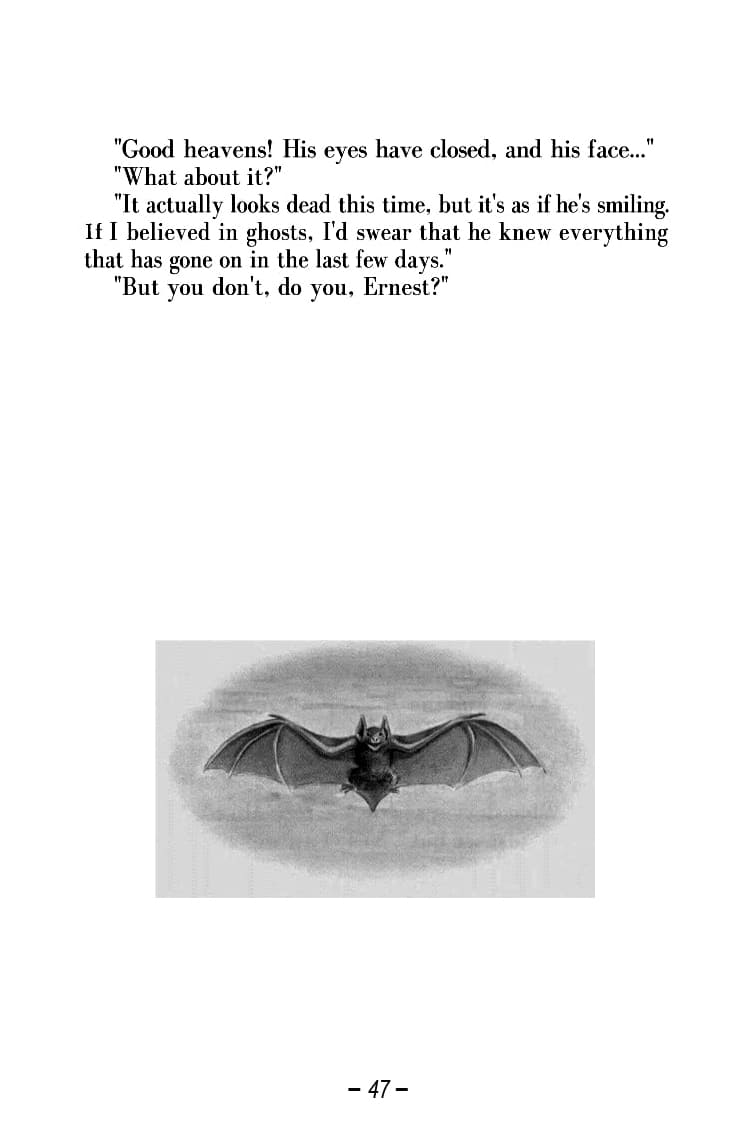 "Good heavens! His eyes have closed, and his face..."
"What about it?"
"It actually looks dead this time, but it's as if he's smiling.
If I believed in ghosts, I'd swear that he knew everything
that has gone on in the last few days."
"But you don't, do you, Ernest?"
– 47 –